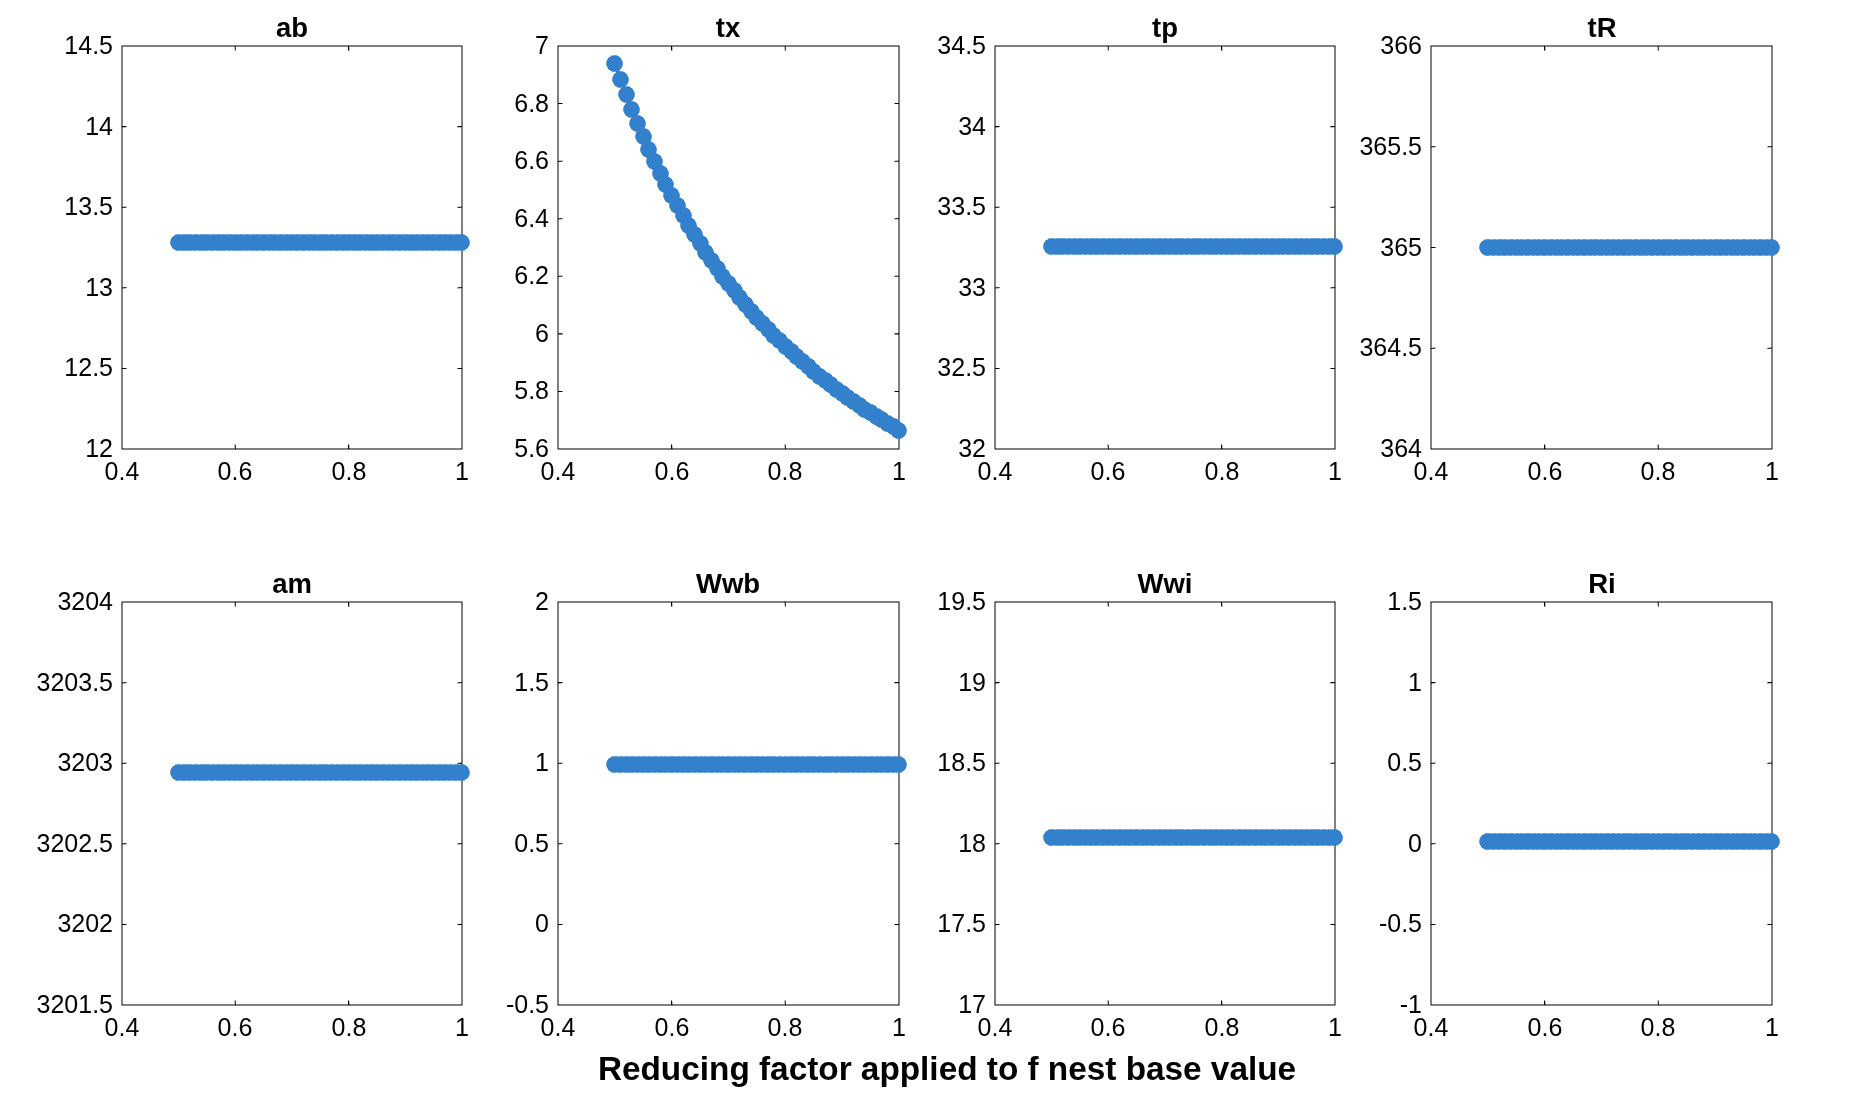 ab tx tp tR
14.5 7 34.5 366
14 6.8 34 365.5
13.5 6.6 33.5 365
13 6.4 33 364.5
12.5 6.2 32.5 364
12 6 32
5.8
5.6
0.4 0.6 0.8 1 0.4 0.6 0.8 1 0.4 0.6 0.8 1 0.4 0.6 0.8 1
am Wwb Wwi Ri
3204 2 19.5 1.5
3203.5 1.5 19 1
3203 1 18.5 0.5
3202.5 0.5 18 0
3202 0 17.5 -0.5
3201.5 -0.5 17 -1
0.4 0.6 0.8 1 0.4 0.6 0.8 1 0.4 0.6 0.8 1 0.4 0.6 0.8 1
Reducing factor applied to f nest base value